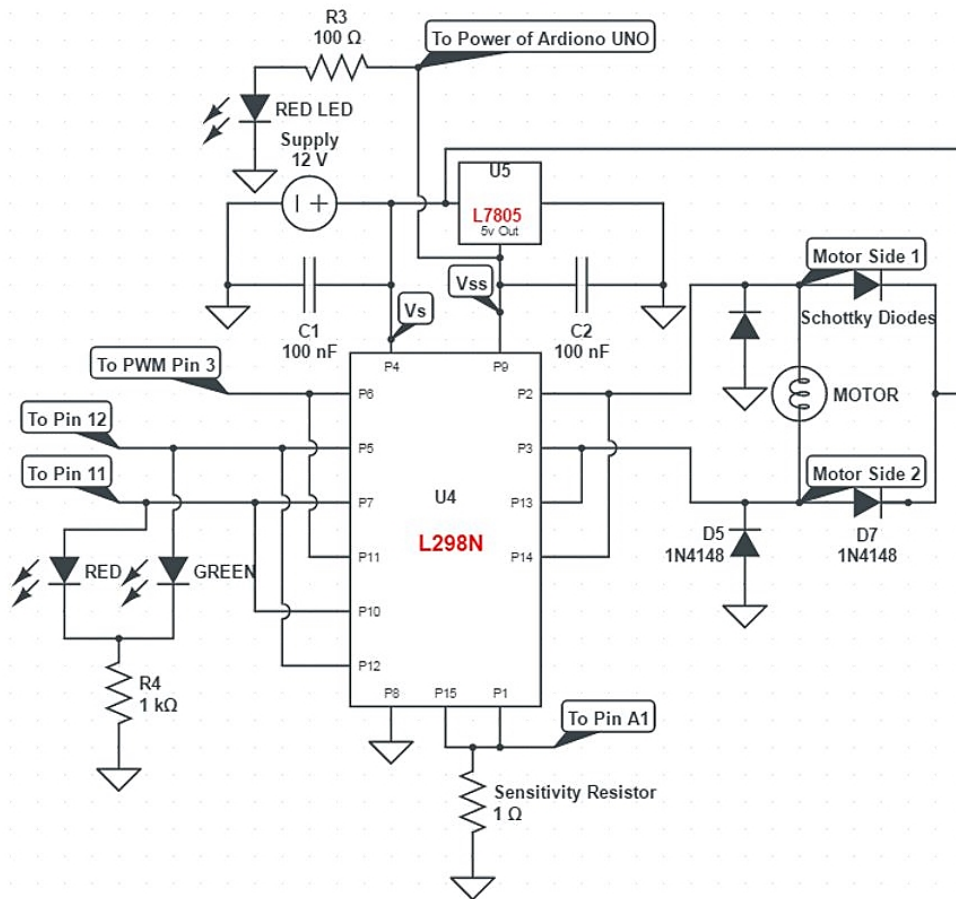 R3
100 Ω
To Power of Ardiono UNO
RED LED
Supply
12 V
U5
L7805
5v Out
Motor Side 1
Vss
Vs
C1
100 nF
C2
100 nF
Schottky Diodes
To PWM Pin 3
P4
P9
P6
P2
MOTOR
To Pin 12
P5
P3
To Pin 11
P7
U4
P13
Motor Side 2
L298N
D5
1N4148
D7
1N4148
RED
GREEN
P11
P14
P10
P12
R4
1 kΩ
P8
P15
P1
To Pin A1
Sensitivity Resistor
1 Ω